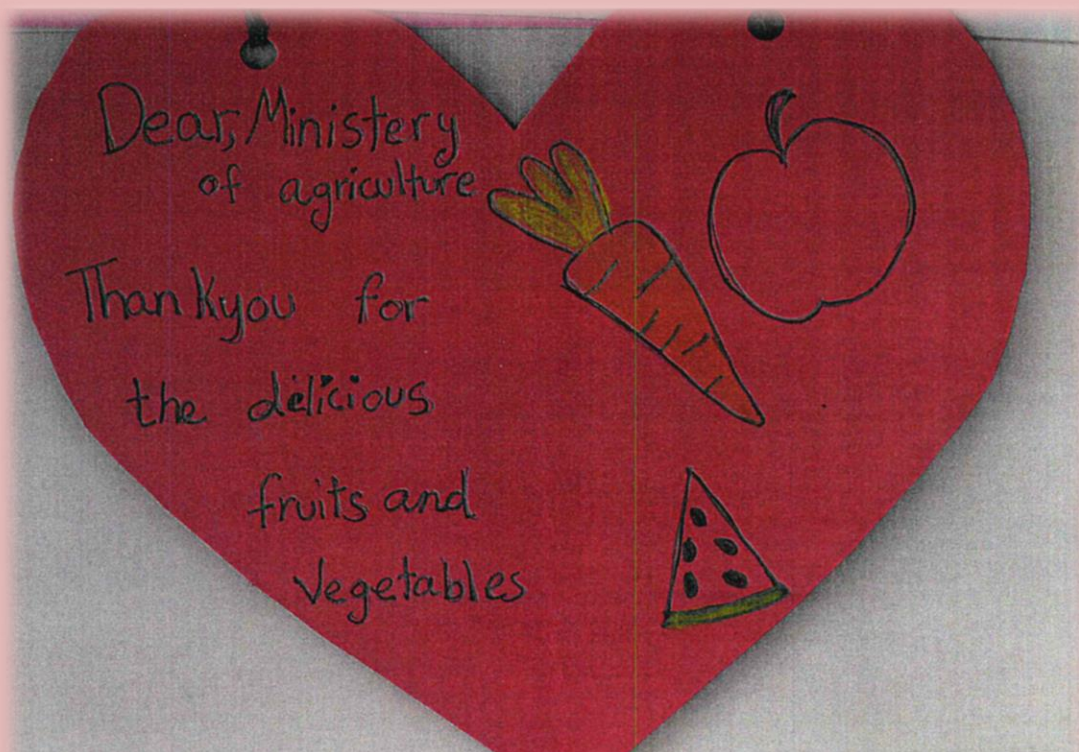 Dear, Ministery
of agriculture
Thankyou for
the delicious
fruits and
vegetables